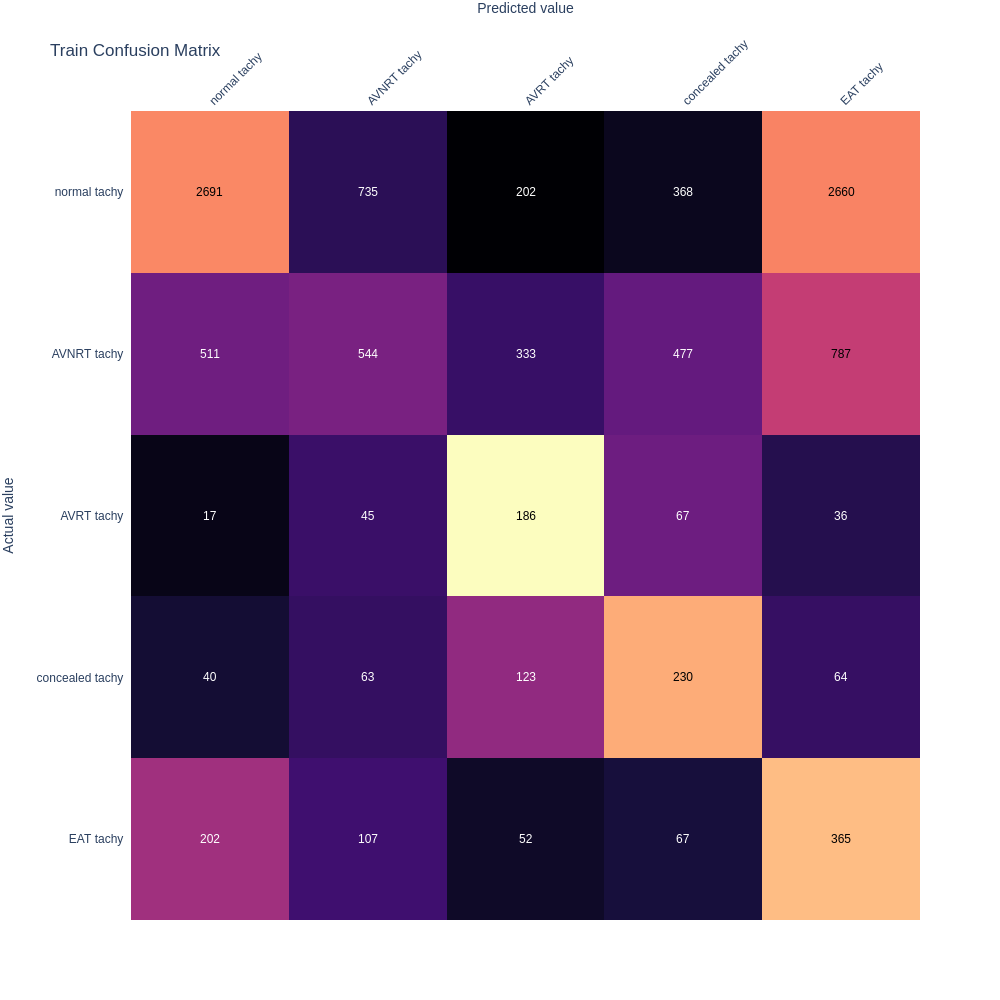 Predicted value
Train Confusion Matrix
normal tachy
AVNRT tachy
AVRT tachy
concealed tachy
EAT tachy
normal tachy 2691 735 202 368 2660
AVNRT tachy 511 544 333 477 787
AVRT tachy 17 45 186 67 36
concealed tachy 40 63 123 230 64
EAT tachy 202 107 52 67 365
Actual value